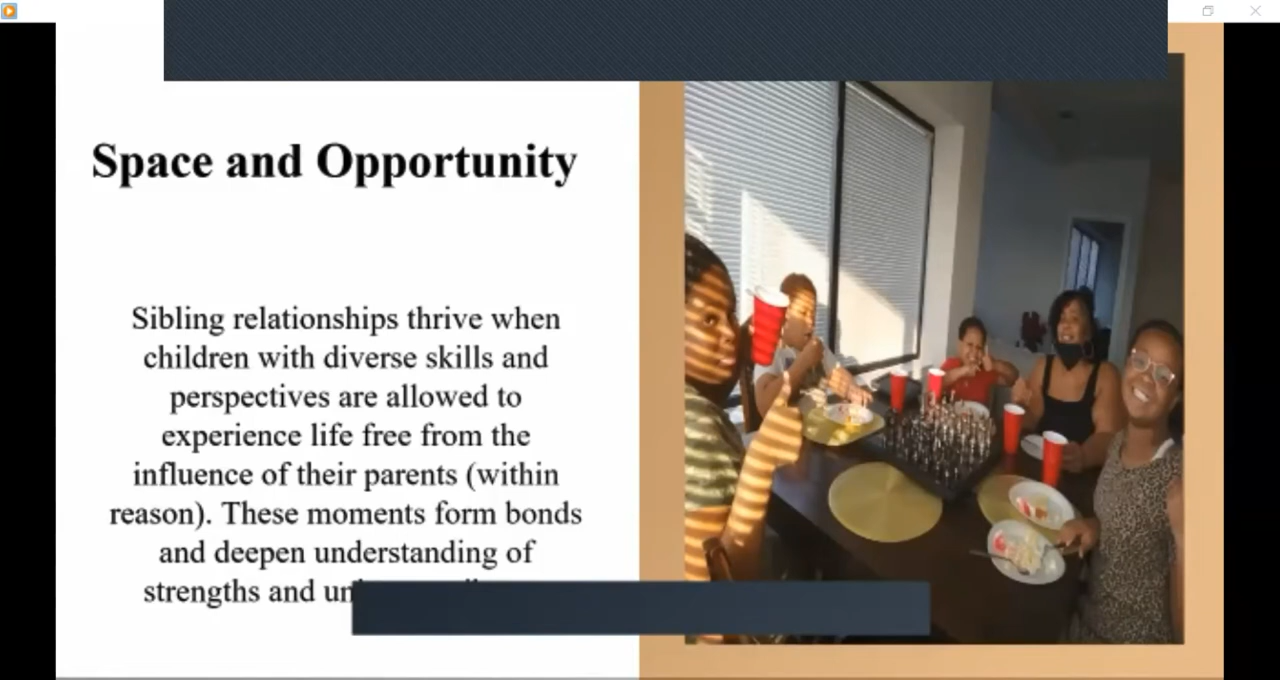 Space and Opportunity
Sibling relationships thrive when
children with diverse skills and
perspectives are allowed to
experience life free from the
influence of their parents (within
reason). These moments form bonds
and deepen understanding of
strengths and